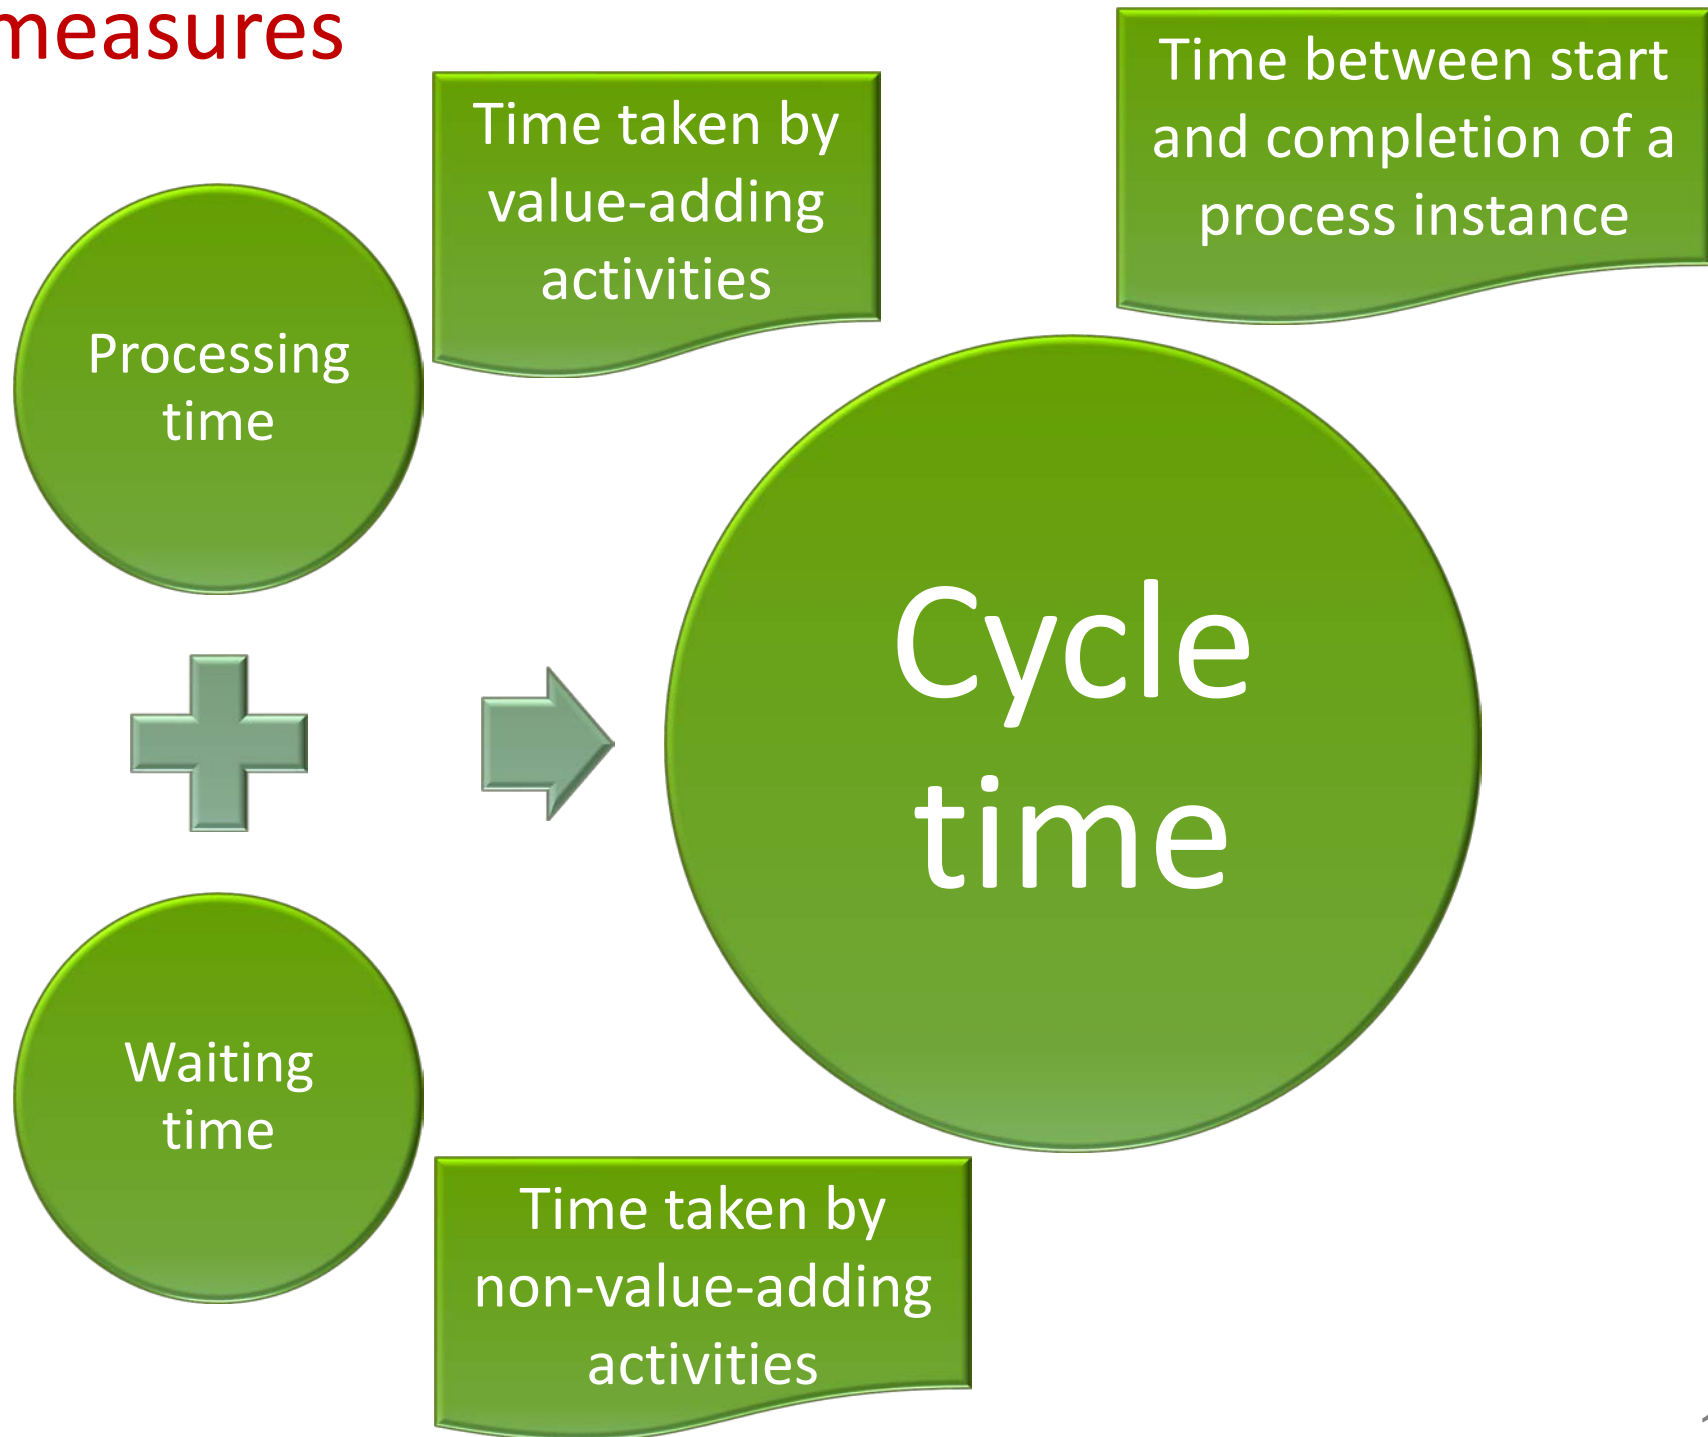 measures
Time taken by
value-adding
activities
Time between start
and completion of a
process instance
Processing
time
Cycle
time
Waiting
time
Time taken by
non-value-adding
activities